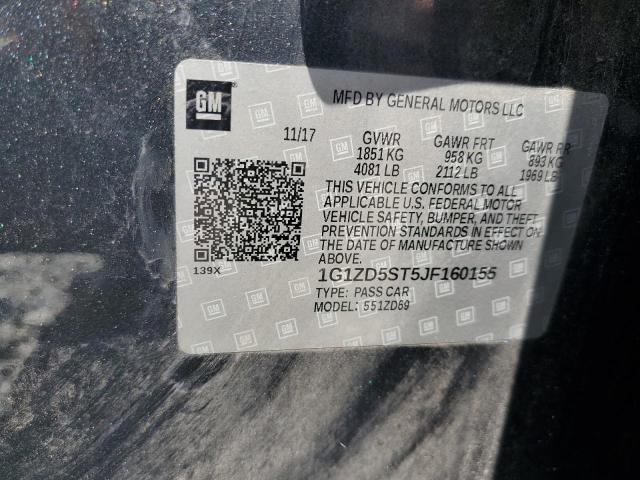 GM
MFD BY GENERAL MOTORS LLC
11/17 GVWR GAWR FRT GAWR RR
1851 KG 958 KG 893 KG
4081 LB 2112 LB 1969 LB
THIS VEHICLE CONFORMS TO ALL
APPLICABLE U.S. FEDERAL MOTOR
VEHICLE SAFETY, BUMPER, AND THEFT
PREVENTION STANDARDS IN EFFECT ON
THE DATE OF MANUFACTURE SHOWN
ABOVE.
139X
1G1ZD5ST5JF160155
TYPE: PASS CAR
MODEL: 551ZD69